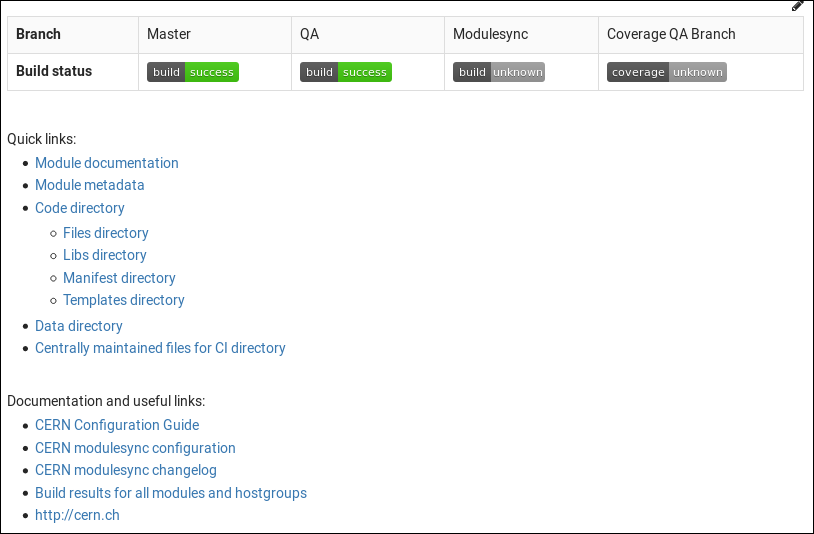 Branch Master QA Modulesync Coverage QA Branch
Build status build success build success build unknown coverage unknown
Quick links:
Module documentation
Module metadata
Code directory
Files directory
Libs directory
Manifest directory
Templates directory
Data directory
Centrally maintained files for CI directory
Documentation and useful links:
CERN Configuration Guide
CERN modulesync configuration
CERN modulesync changelog
Build results for all modules and hostgroups
http://cern.ch